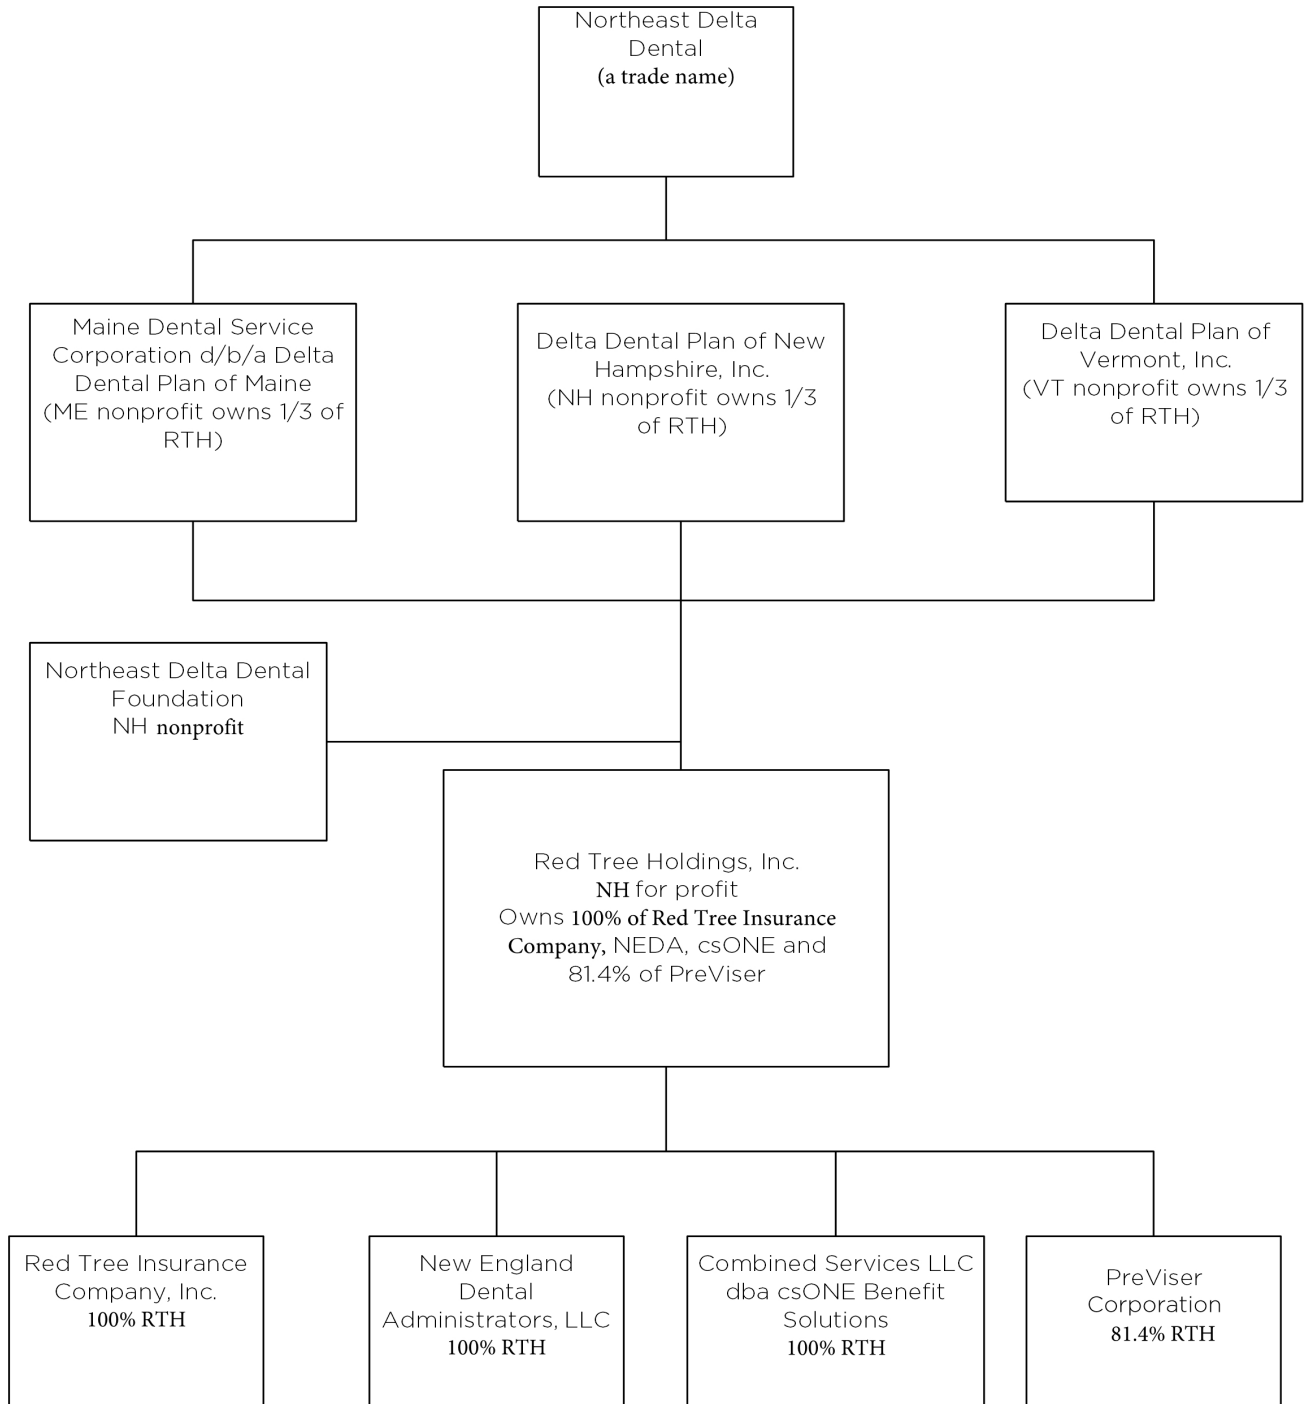 Northeast Delta
Dental
(a trade name)
Maine Dental Service
Corporation d/b/a Delta
Dental Plan of Maine
(ME nonprofit owns 1/3 of
RTH)
Delta Dental Plan of New
Hampshire, Inc.
(NH nonprofit owns 1/3
of RTH)
Delta Dental Plan of
Vermont, Inc.
(VT nonprofit owns 1/3
of RTH)
Northeast Delta Dental
Foundation
NH nonprofit
Red Tree Holdings, Inc.
NH for profit
Owns 100% of Red Tree Insurance
Company, NEDA, csONE and
81.4% of PreViser
Red Tree Insurance
Company, Inc.
100% RTH
New England
Dental
Administrators, LLC
100% RTH
Combined Services LLC
dba csONE Benefit
Solutions
100% RTH
PreViser
Corporation
81.4% RTH